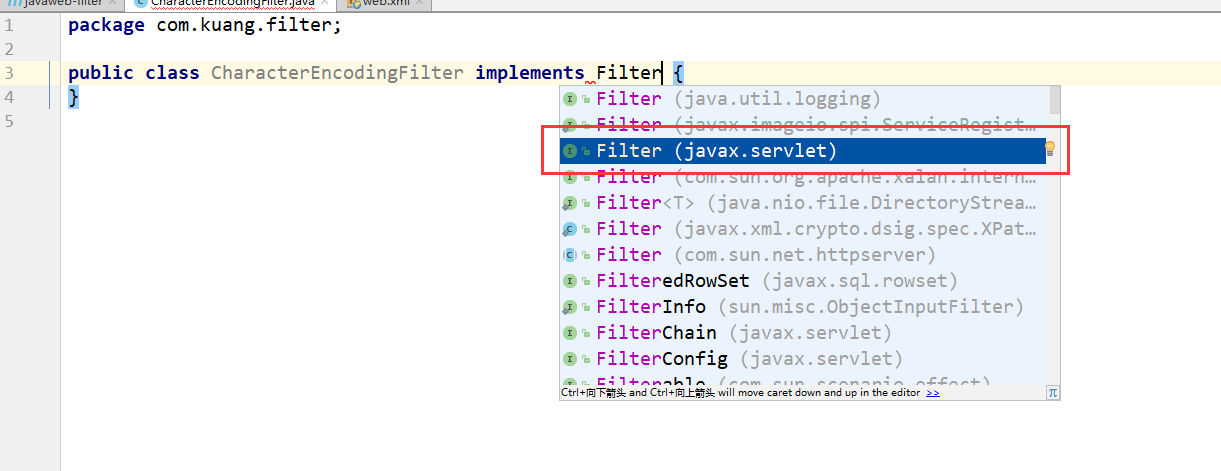 javaweb-filter CharacterEncodingFilter.java web.xml
1 package com.kuang.filter;
2
3 public class CharacterEncodingFilter implements Filter {
4 }
5
Filter (java.util.logging)
Filter (javax.imageio.spi.ServiceRegist...
Filter (javax.servlet)
Filter (com.sun.org.apache.xalan.intern...
Filter<T> (java.nio.file.DirectoryStrea...
Filter (javax.xml.crypto.dsig.spec.XPat...
Filter (com.sun.net.httpserver)
FilteredRowSet (javax.sql.rowset)
FilterInfo (sun.misc.ObjectInputFilter)
FilterChain (javax.servlet)
FilterConfig (javax.servlet)
Filterable (com.sun.scenario.effect)
Ctrl+向下箭头 and Ctrl+向上箭头 will move caret down and up in the editor >>
π